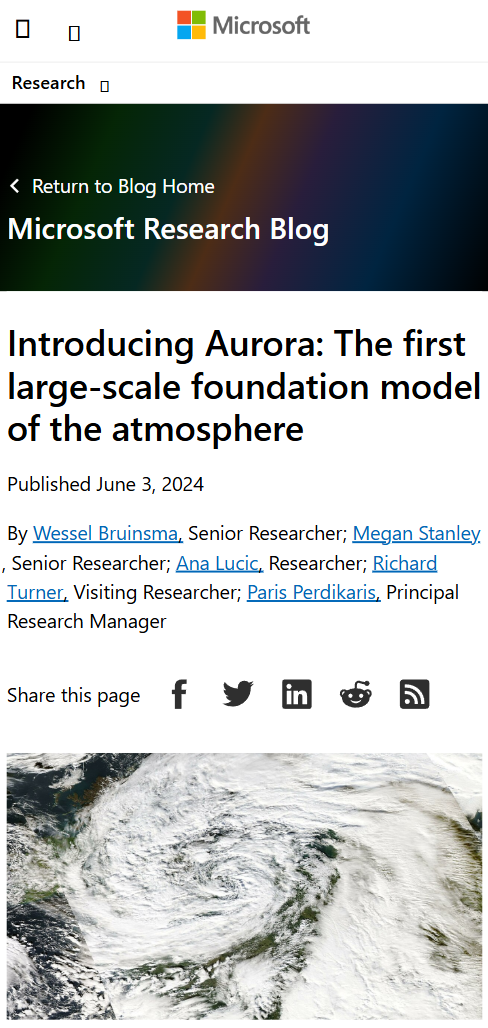 Microsoft
Research
Return to Blog Home
Microsoft Research Blog
Introducing Aurora: The first
large-scale foundation model
of the atmosphere
Published June 3, 2024
By Wessel Bruinsma, Senior Researcher; Megan Stanley
, Senior Researcher; Ana Lucic, Researcher; Richard
Turner, Visiting Researcher; Paris Perdikaris, Principal
Research Manager
Share this page